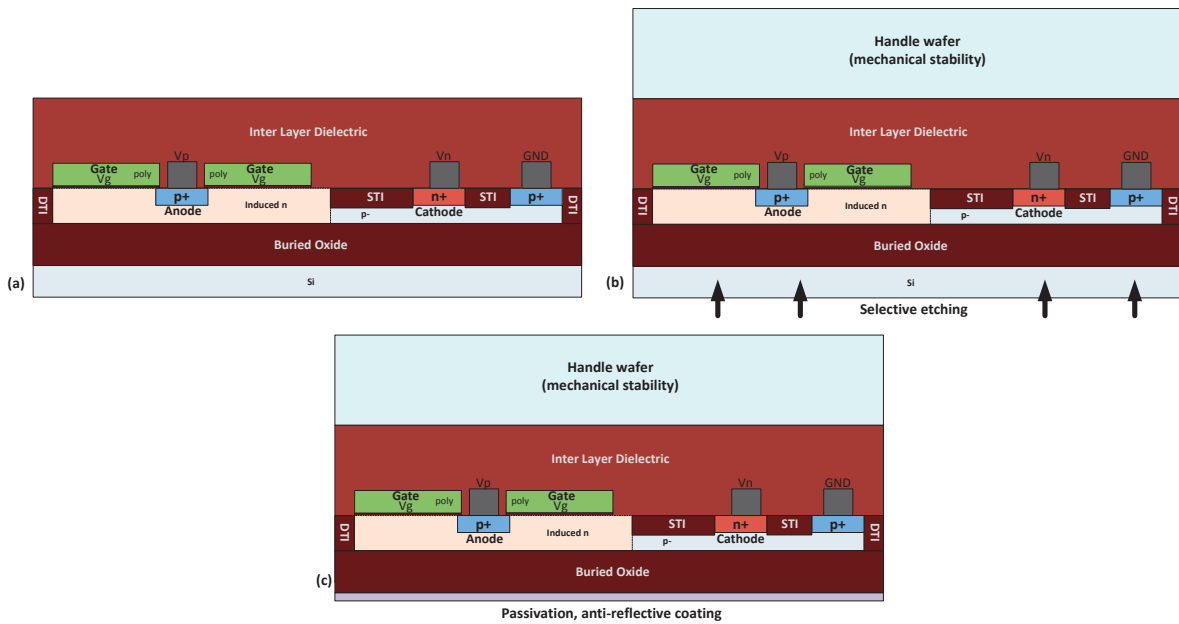 Inter Layer Dielectric
Vp
Vn
GND
Gate
Vg
poly
poly
Gate
Vg
DTI
p+
Anode
Induced n
STI
p-
n+
Cathode
STI
p+
DTI
Buried Oxide
Si
(a)
Handle wafer
(mechanical stability)
Inter Layer Dielectric
Vp
Vn
GND
Gate
Vg
poly
poly
Gate
Vg
DTI
p+
Anode
Induced n
STI
p-
n+
Cathode
STI
p+
DTI
Buried Oxide
Si
(b)
Selective etching
Handle wafer
(mechanical stability)
Inter Layer Dielectric
Vp
Vn
GND
Gate
Vg
poly
poly
Gate
Vg
DTI
p+
Anode
Induced n
STI
p-
n+
Cathode
STI
p+
DTI
Buried Oxide
(c)
Passivation, anti-reflective coating